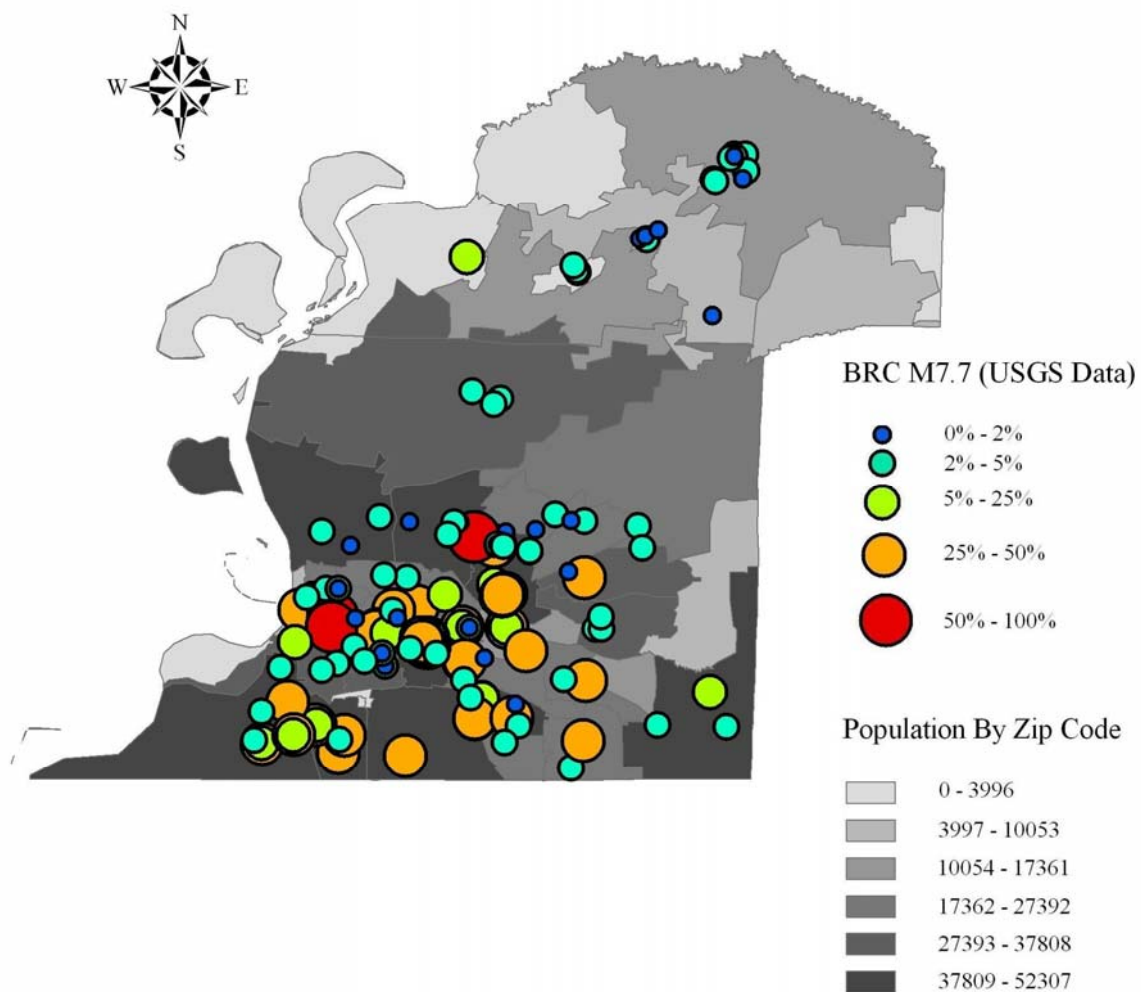 N
W E
S
BRC M7.7 (USGS Data)
0% - 2%
2% - 5%
5% - 25%
25% - 50%
50% - 100%
Population By Zip Code
0 - 3996
3997 - 10053
10054 - 17361
17362 - 27392
27393 - 37808
37809 - 52307